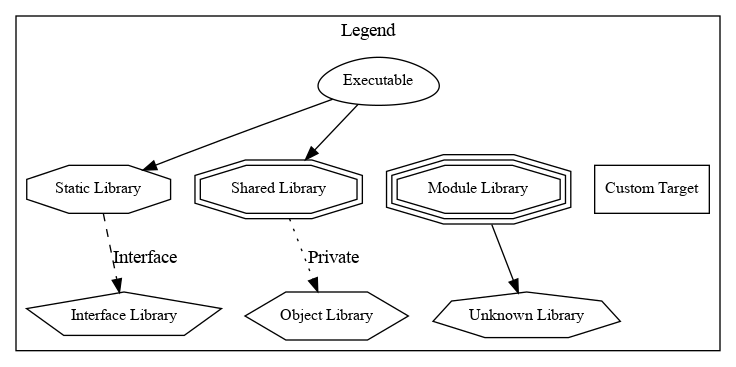 Legend
Executable
Static Library
Shared Library
Module Library
Custom Target
Interface
Private
Interface Library
Object Library
Unknown Library